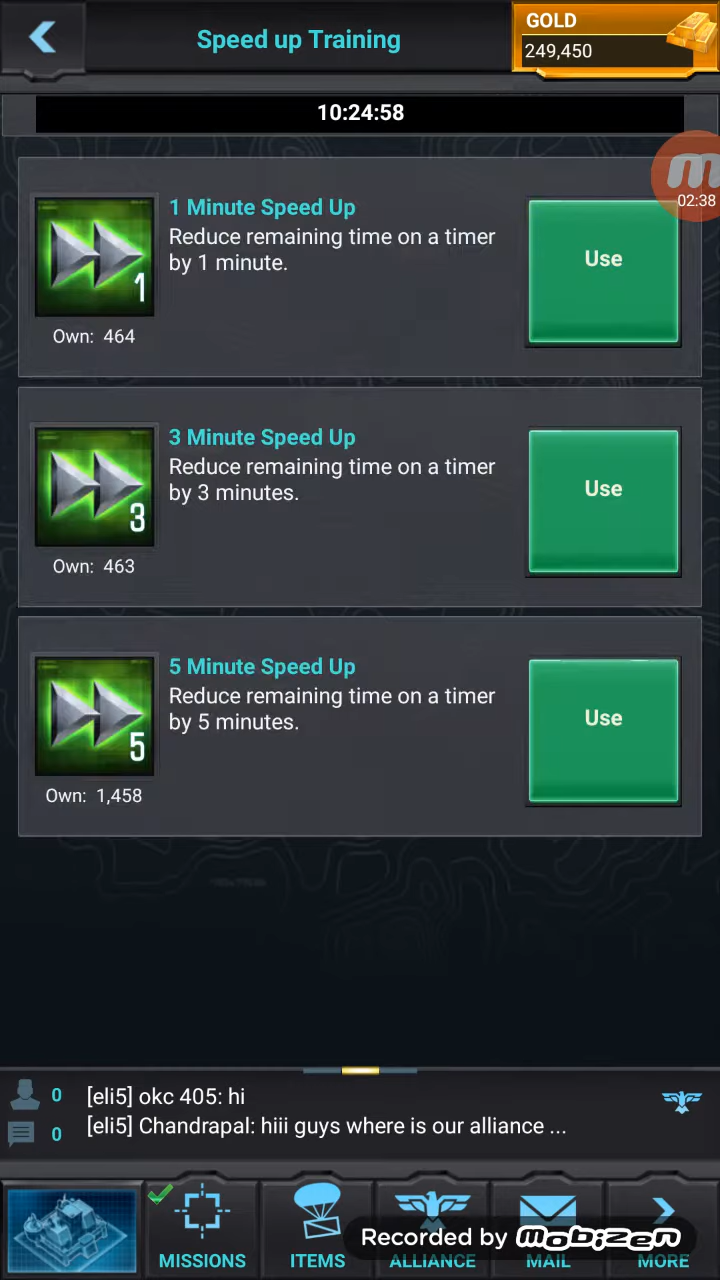 Speed up Training
GOLD
249,450
10:24:58
02:38
1 Minute Speed Up
Reduce remaining time on a timer
by 1 minute.
Use
1
Own: 464
3 Minute Speed Up
Reduce remaining time on a timer
by 3 minutes.
Use
3
Own: 463
5 Minute Speed Up
Reduce remaining time on a timer
by 5 minutes.
Use
5
Own: 1,458
0 [eli5] okc 405: hi
0 [eli5] Chandrapal: hiii guys where is our alliance ...
Recorded by mobizen
MISSIONS ITEMS ALLIANCE MAIL MORE